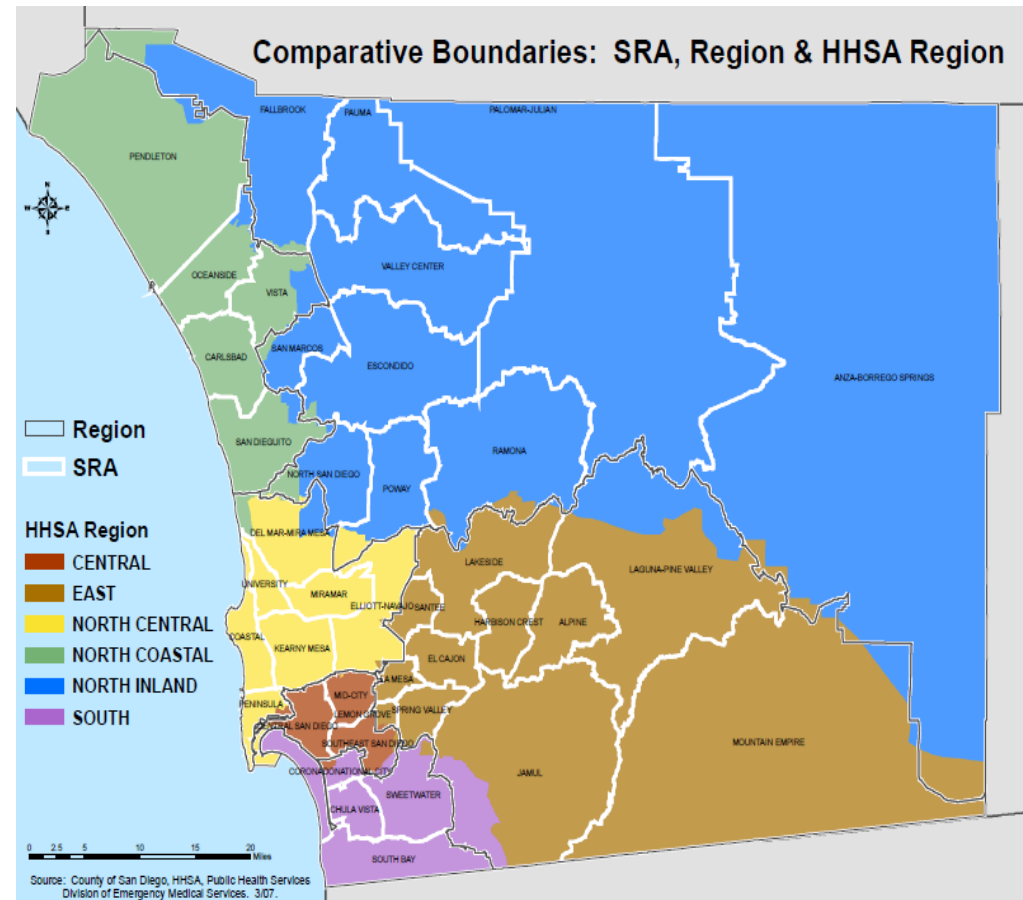 Comparative Boundaries: SRA, Region & HHSA Region
FALLBROOK
PAUMA
PALOMAR-JULIAN
PENDLETON
N
W
E
S
OCEANSIDE
VISTA
VALLEY CENTER
CARLSBAD
SAN MARCOS
ESCONDIDO
ANZA-BORREGO SPRINGS
SAN DIEGUITO
NORTH SAN DIEGO
POWAY
RAMONA
DEL MAR-MIRA MESA
LAKESIDE
LAGUNA-PINE VALLEY
UNIVERSITY
MIRAMAR
ELLIOTT-NAVAJO
SANTEE
HARBISON CREST
ALPINE
COASTAL
KEARNY MESA
EL CAJON
LA MESA
PENINSULA
MID-CITY
LEMON GROVE
SPRING VALLEY
CENTRAL SAN DIEGO
SOUTHEAST SAN DIEGO
MOUNTAIN EMPIRE
CORONADO
NATIONAL CITY
JAMUL
SWEETWATER
CHULA VISTA
SOUTH BAY
Region
SRA
HHSA Region
CENTRAL
EAST
NORTH CENTRAL
NORTH COASTAL
NORTH INLAND
SOUTH
0 2.5 5 10 15 20
Miles
Source: County of San Diego, HHSA, Public Health Services
Division of Emergency Medical Services. 3/07.